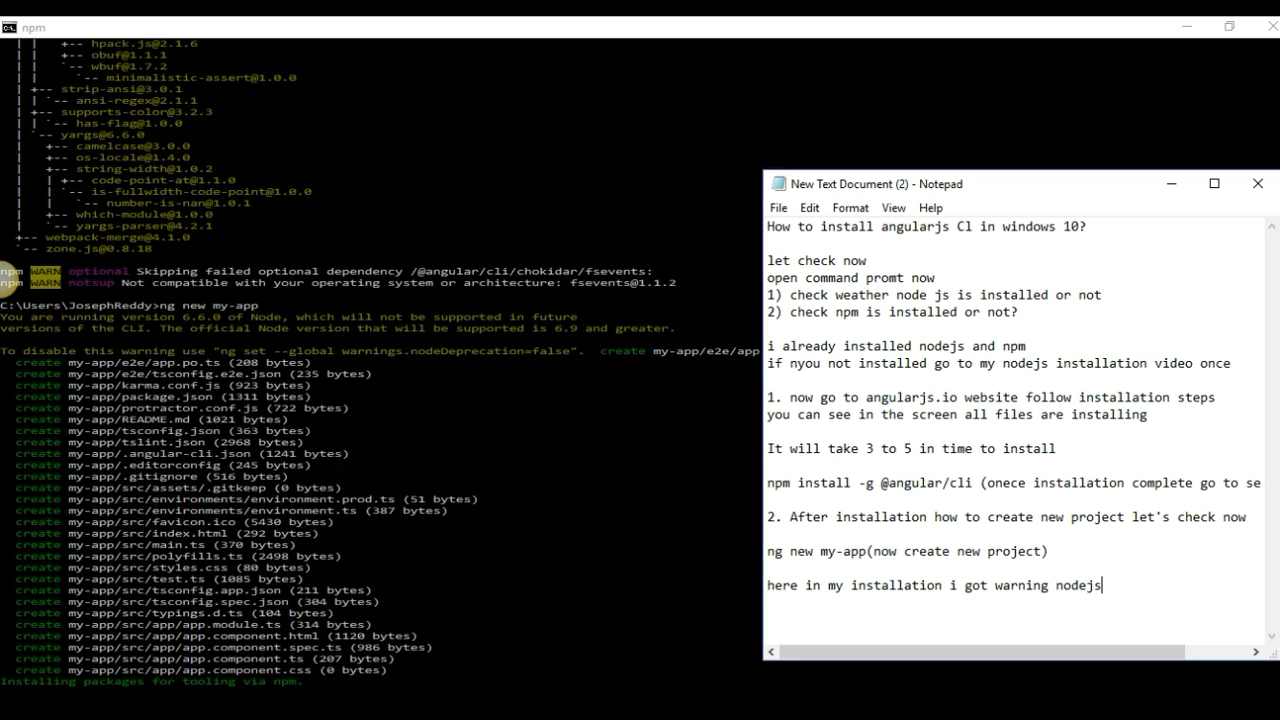 npm
| | +-- hpack.js@2.1.6
| | +-- obuf@1.1.1
| | `-- wbuf@1.7.2
| | `-- minimalistic-assert@1.0.0
| +-- strip-ansi@3.0.1
| | `-- ansi-regex@2.1.1
| +-- supports-color@3.2.3
| | `-- has-flag@1.0.0
| `-- yargs@6.6.0
| +-- camelcase@3.0.0
| +-- os-locale@1.4.0
| +-- string-width@1.0.2
| | +-- code-point-at@1.1.0
| | `-- is-fullwidth-code-point@1.0.0
| | `-- number-is-nan@1.0.1
| +-- which-module@1.0.0
| `-- yargs-parser@4.2.1
+-- webpack-merge@4.1.0
`-- zone.js@0.8.18
npm WARN optional Skipping failed optional dependency /@angular/cli/chokidar/fsevents:
npm WARN notsup Not compatible with your operating system or architecture: fsevents@1.1.2
C:\Users\JosephReddy>ng new my-app
You are running version 6.6.0 of Node, which will not be supported in future
versions of the CLI. The official Node version that will be supported is 6.9 and greater.
To disable this warning use "ng set --global warnings.nodeDeprecation=false". create my-app/e2e/app
create my-app/e2e/app.po.ts (208 bytes)
create my-app/e2e/tsconfig.e2e.json (235 bytes)
create my-app/karma.conf.js (923 bytes)
create my-app/package.json (1311 bytes)
create my-app/protractor.conf.js (722 bytes)
create my-app/README.md (1021 bytes)
create my-app/tsconfig.json (363 bytes)
create my-app/tslint.json (2968 bytes)
create my-app/.angular-cli.json (1241 bytes)
create my-app/.editorconfig (245 bytes)
create my-app/.gitignore (516 bytes)
create my-app/src/assets/.gitkeep (0 bytes)
create my-app/src/environments/environment.prod.ts (51 bytes)
create my-app/src/environments/environment.ts (387 bytes)
create my-app/src/favicon.ico (5430 bytes)
create my-app/src/index.html (292 bytes)
create my-app/src/main.ts (370 bytes)
create my-app/src/polyfills.ts (2498 bytes)
create my-app/src/styles.css (80 bytes)
create my-app/src/test.ts (1085 bytes)
create my-app/src/tsconfig.app.json (211 bytes)
create my-app/src/tsconfig.spec.json (304 bytes)
create my-app/src/typings.d.ts (104 bytes)
create my-app/src/app/app.module.ts (314 bytes)
create my-app/src/app/app.component.html (1120 bytes)
create my-app/src/app/app.component.spec.ts (986 bytes)
create my-app/src/app/app.component.ts (207 bytes)
create my-app/src/app/app.component.css (0 bytes)
Installing packages for tooling via npm.
New Text Document (2) - Notepad
File Edit Format View Help
How to install angularjs Cl in windows 10?
let check now
open command promt now
1) check weather node js is installed or not
2) check npm is installed or not?
i already installed nodejs and npm
if nyou not installed go to my nodejs installation video once
1. now go to angularjs.io website follow installation steps
you can see in the screen all files are installing
It will take 3 to 5 in time to install
npm install -g @angular/cli (onece installation complete go to se
2. After installation how to create new project let's check now
ng new my-app(now create new project)
here in my installation i got warning nodejs